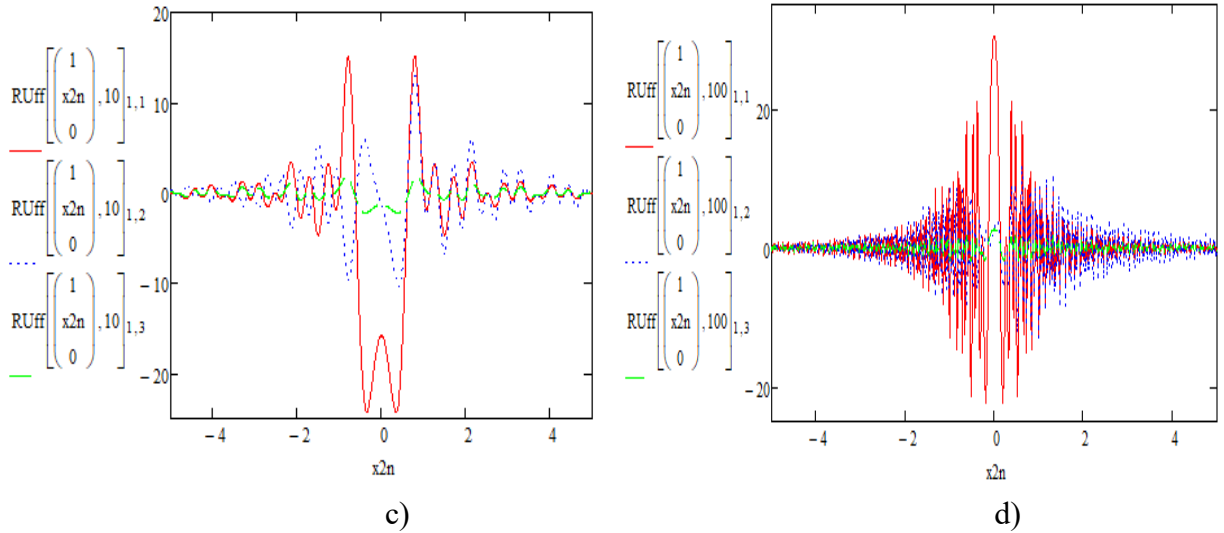 20
10
0
−10
−20
RUff[(1 x2n 0), 10]1,1
RUff[(1 x2n 0), 10]1,2
RUff[(1 x2n 0), 10]1,3
−4 −2 0 2 4
x2n
c)
20
0
−20
RUff[(1 x2n 0), 100]1,1
RUff[(1 x2n 0), 100]1,2
RUff[(1 x2n 0), 100]1,3
−4 −2 0 2 4
x2n
d)